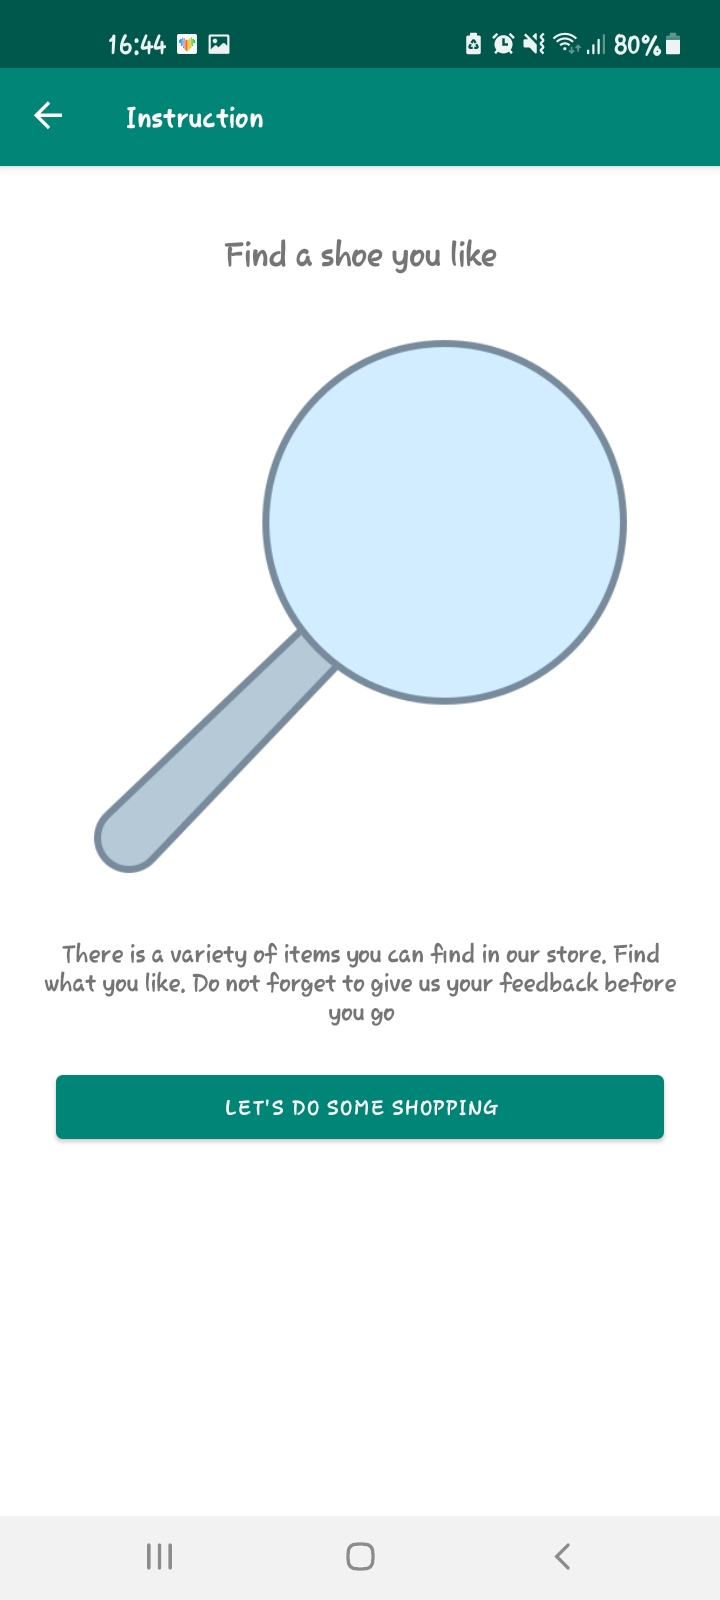 16:44
80%
Instruction
Find a shoe you like
There is a variety of items you can find in our store. Find
what you like. Do not forget to give us your feedback before
you go
LET'S DO SOME SHOPPING